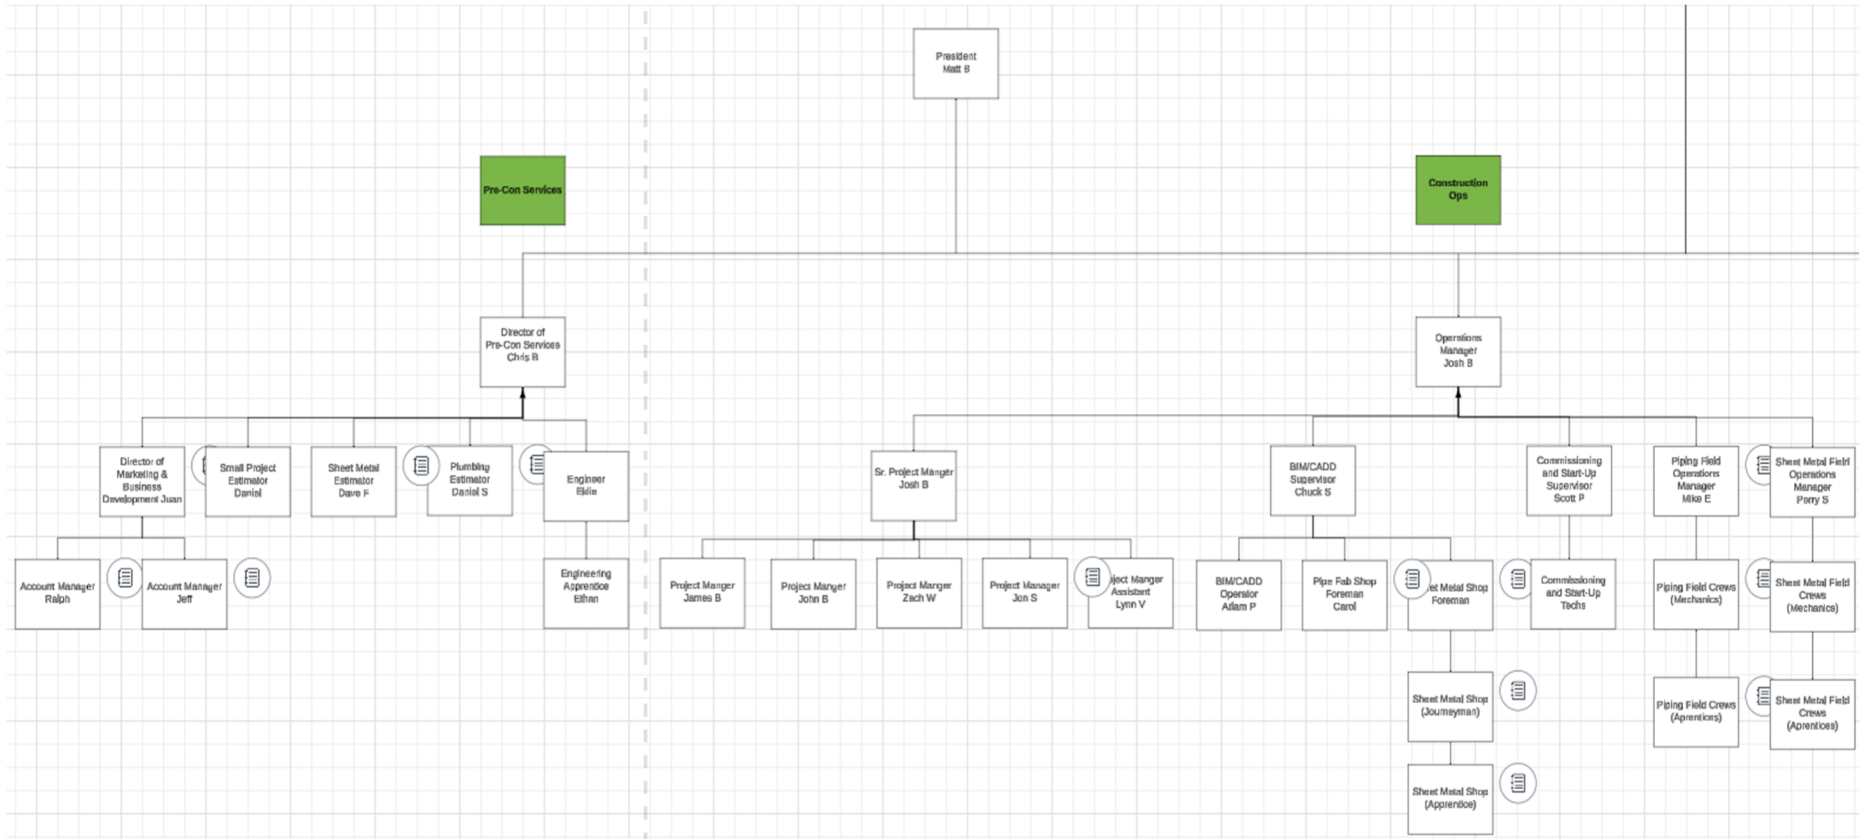 President
Matt B
Pre-Con Services
Construction
Ops
Director of
Pre-Con Services
Chris B
Operations
Manager
Josh B
Director of
Marketing &
Business
Development Juan
Small Project
Estimator
Daniel
Sheet Metal
Estimator
Dave F
Plumbing
Estimator
Daniel S
Engineer
Sr. Project Manger
Josh B
BIM/CADD
Supervisor
Chuck S
Commissioning
and Start-Up
Supervisor
Scott P
Piping Field
Operations
Manager
Mike E
Sheet Metal Field
Operations
Manager
Perry S
Account Manager
Ralph
Account Manager
Jeff
Engineering
Apprentice
Ethan
Project Manger
James B
Project Manger
John B
Project Manger
Zach W
Project Manager
Jon S
oject Manger
Assistant
Lynn V
BIM/CADD
Operator
Adam P
Pipe Fab Shop
Foreman
Carol
eet Metal Shop
Foreman
Commissioning
and Start-Up
Techs
Piping Field Crews
(Mechanics)
Sheet Metal Field
Crews
(Mechanics)
Sheet Metal Shop
(Journeyman)
Piping Field Crews
(Aprentices)
Sheet Metal Field
Crews
(Aprentices)
Sheet Metal Shop
(Apprentice)